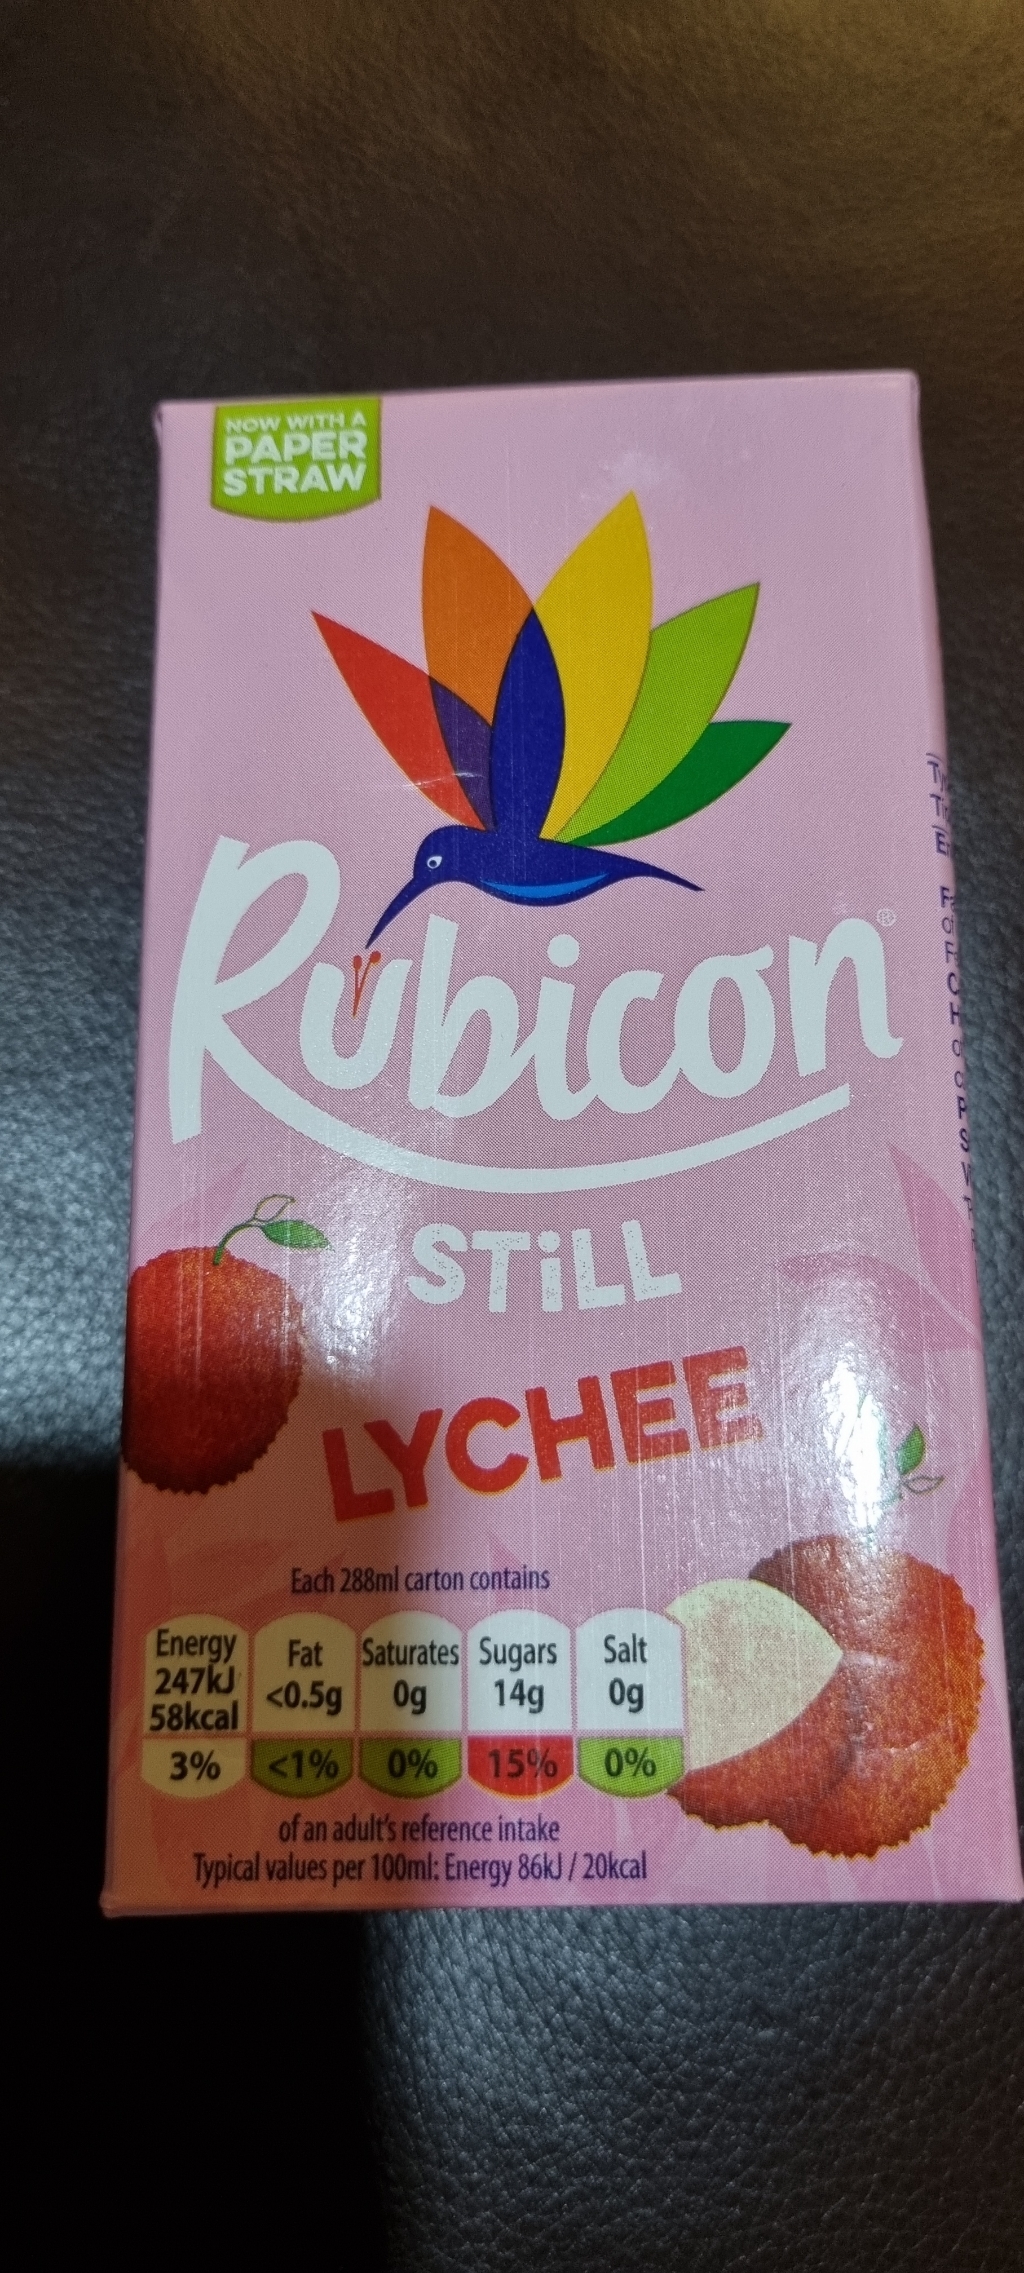 NOW WITH A
PAPER
STRAW
Rubicon®
STiLL
LYCHEE
Each 288ml carton contains
Energy 247kJ 58kcal 3%
Fat <0.5g <1%
Saturates 0g 0%
Sugars 14g 15%
Salt 0g 0%
of an adult's reference intake
Typical values per 100ml: Energy 86kJ / 20kcal